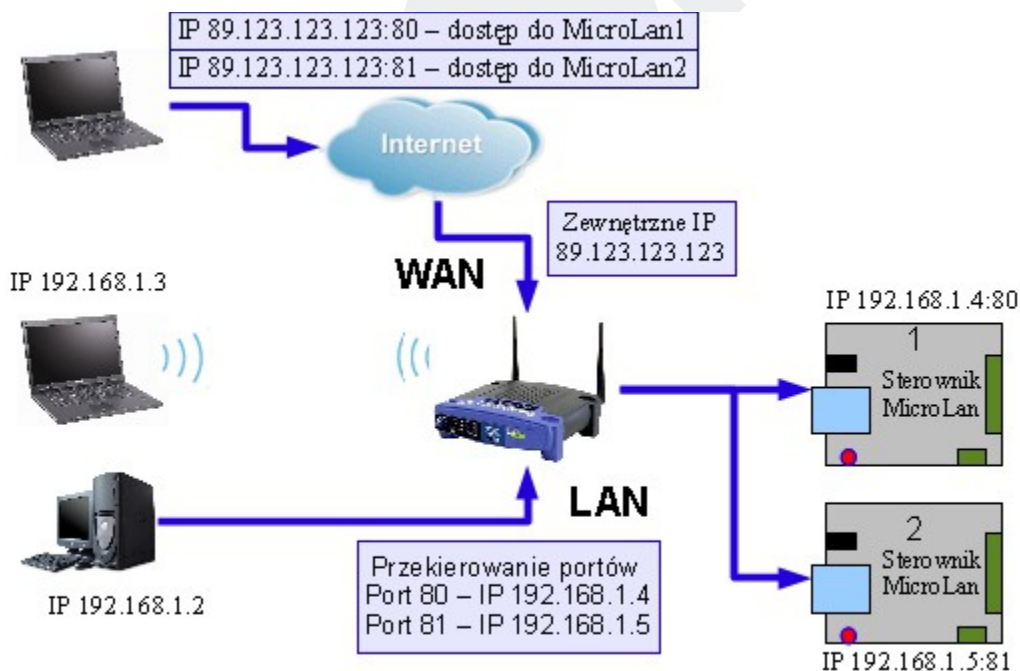 IP 89.123.123.123:80 – dostęp do MicroLan1
IP 89.123.123.123:81 – dostęp do MicroLan2
Internet
Zewnętrzne IP
89.123.123.123
WAN
IP 192.168.1.3
IP 192.168.1.4:80
1
Sterownik
MicroLan
LAN
2
Sterownik
MicroLan
Przekierowanie portów
Port 80 – IP 192.168.1.4
Port 81 – IP 192.168.1.5
IP 192.168.1.2
IP 192.168.1.5:81